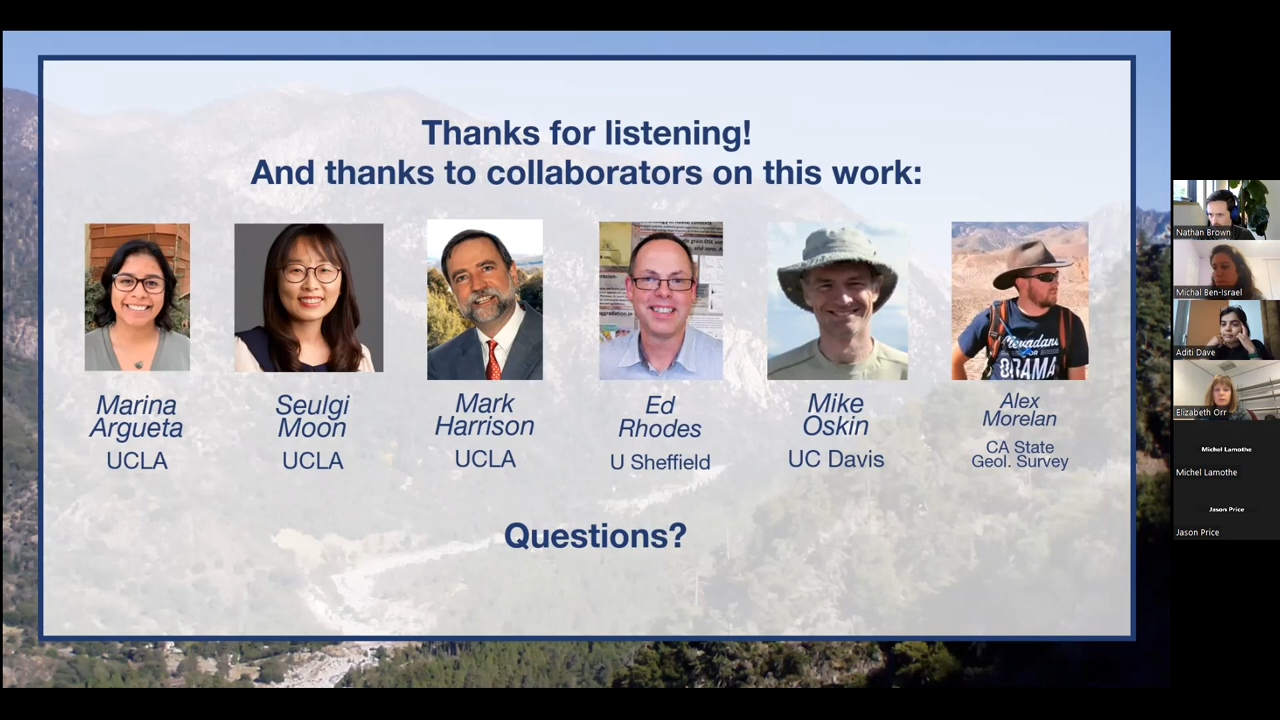 Thanks for listening!
And thanks to collaborators on this work:
Marina
Argueta
UCLA
Seulgi
Moon
UCLA
Mark
Harrison
UCLA
Ed
Rhodes
U Sheffield
Mike
Oskin
UC Davis
Alex
Morelan
CA State
Geol. Survey
Questions?
Nathan Brown
Michal Ben-Israel
Aditi Dave
Elizabeth Orr
Michel Lamothe
Michel Lamothe
Jason Price
Jason Price